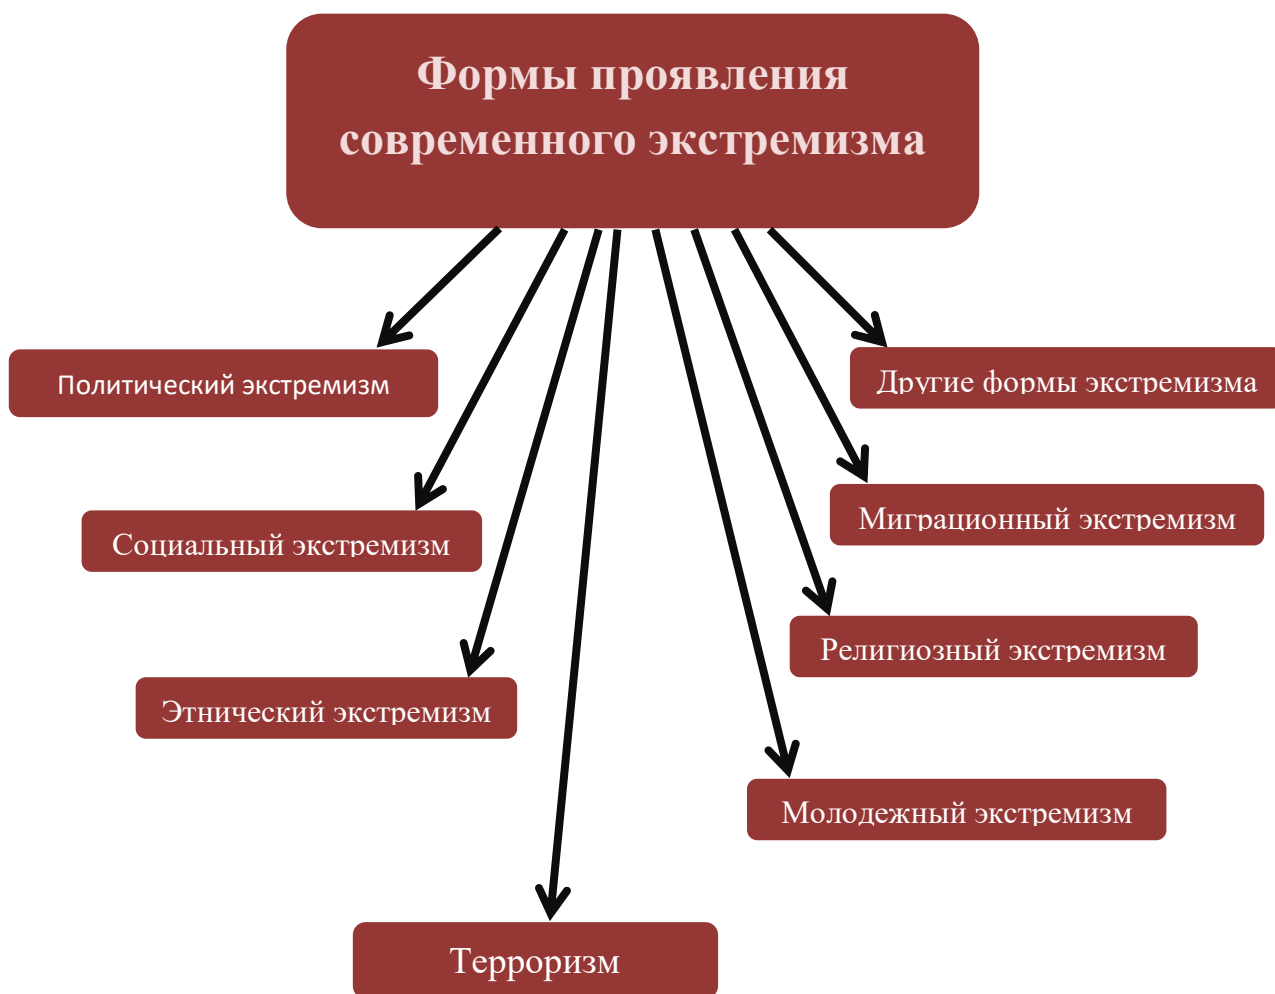 Формы проявления
современного экстремизма
Политический экстремизм
Другие формы экстремизма
Социальный экстремизм
Миграционный экстремизм
Этнический экстремизм
Религиозный экстремизм
Молодежный экстремизм
Терроризм